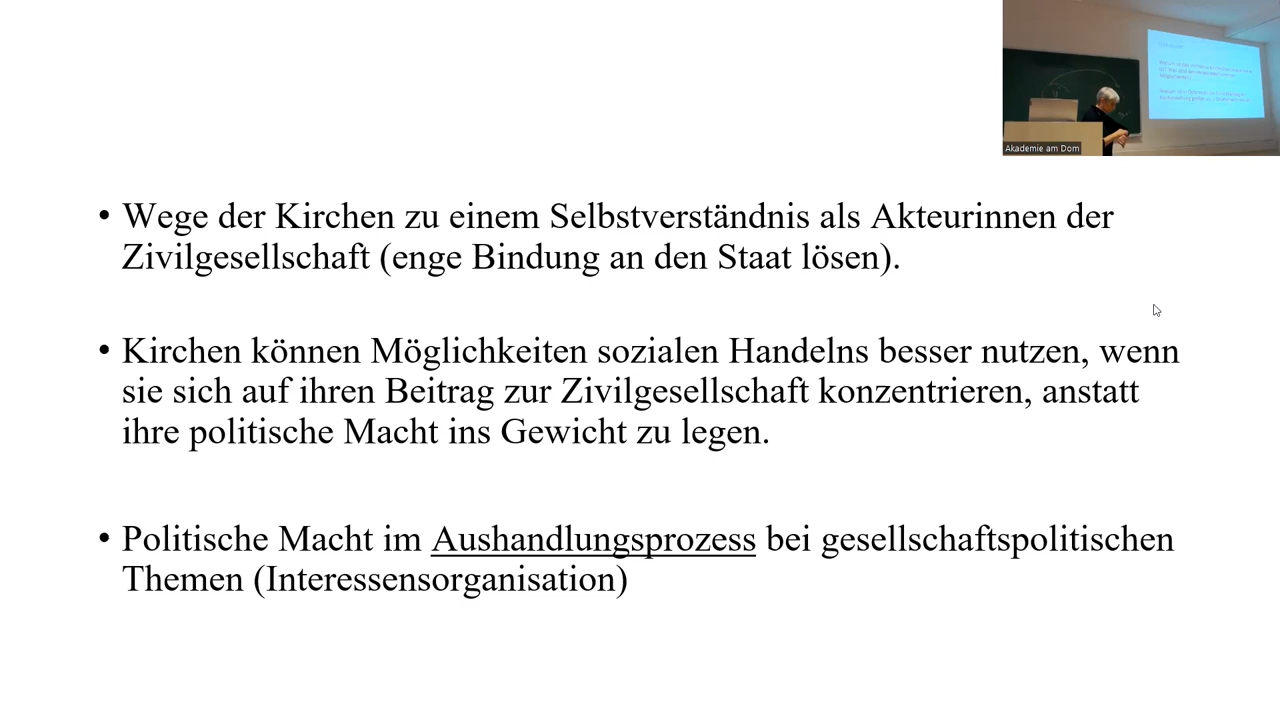 Akademie am Dom
• Wege der Kirchen zu einem Selbstverständnis als Akteurinnen der
Zivilgesellschaft (enge Bindung an den Staat lösen).
• Kirchen können Möglichkeiten sozialen Handelns besser nutzen, wenn
sie sich auf ihren Beitrag zur Zivilgesellschaft konzentrieren, anstatt
ihre politische Macht ins Gewicht zu legen.
• Politische Macht im Aushandlungsprozess bei gesellschaftspolitischen
Themen (Interessensorganisation)